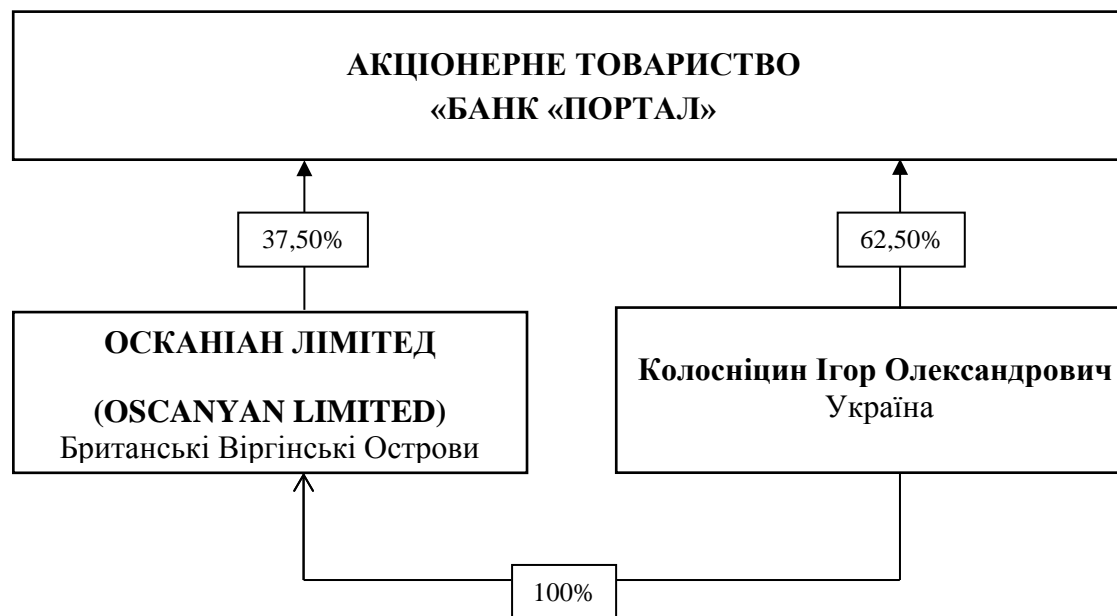 АКЦІОНЕРНЕ ТОВАРИСТВО
«БАНК «ПОРТАЛ»
37,50%
62,50%
ОСКАНІАН ЛІМІТЕД
(OSCANYAN LIMITED)
Британські Віргінські Острови
Колосніцин Ігор Олександрович
Україна
100%